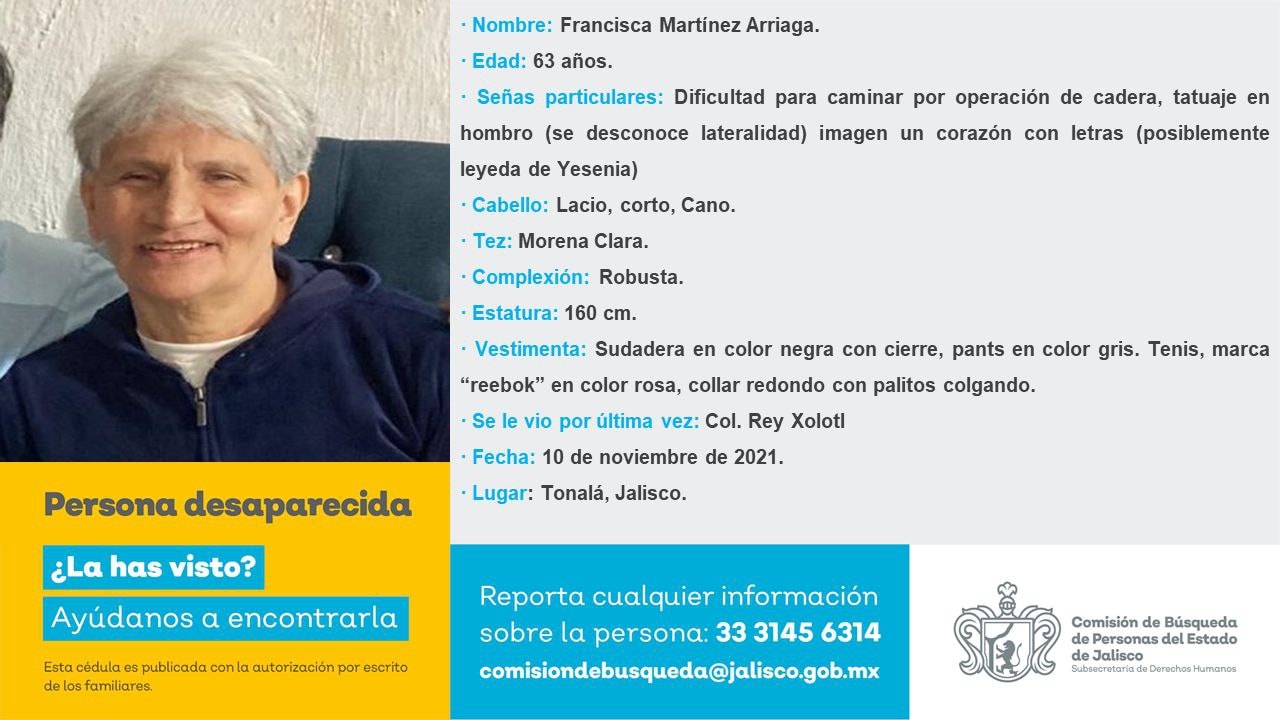 · Nombre: Francisca Martínez Arriaga.
· Edad: 63 años.
· Señas particulares: Dificultad para caminar por operación de cadera, tatuaje en
hombro (se desconoce lateralidad) imagen un corazón con letras (posiblemente
leyeda de Yesenia)
· Cabello: Lacio, corto, Cano.
· Tez: Morena Clara.
· Complexión: Robusta.
· Estatura: 160 cm.
· Vestimenta: Sudadera en color negra con cierre, pants en color gris. Tenis, marca
“reebok” en color rosa, collar redondo con palitos colgando.
· Se le vio por última vez: Col. Rey Xolotl
· Fecha: 10 de noviembre de 2021.
· Lugar: Tonalá, Jalisco.
Persona desaparecida
¿La has visto?
Ayúdanos a encontrarla
Esta cédula es publicada con la autorización por escrito
de los familiares.
Reporta cualquier información
sobre la persona: 33 3145 6314
comisiondebusqueda@jalisco.gob.mx
Comisión de Búsqueda
de Personas del Estado
de Jalisco
Subsecretaría de Derechos Humanos